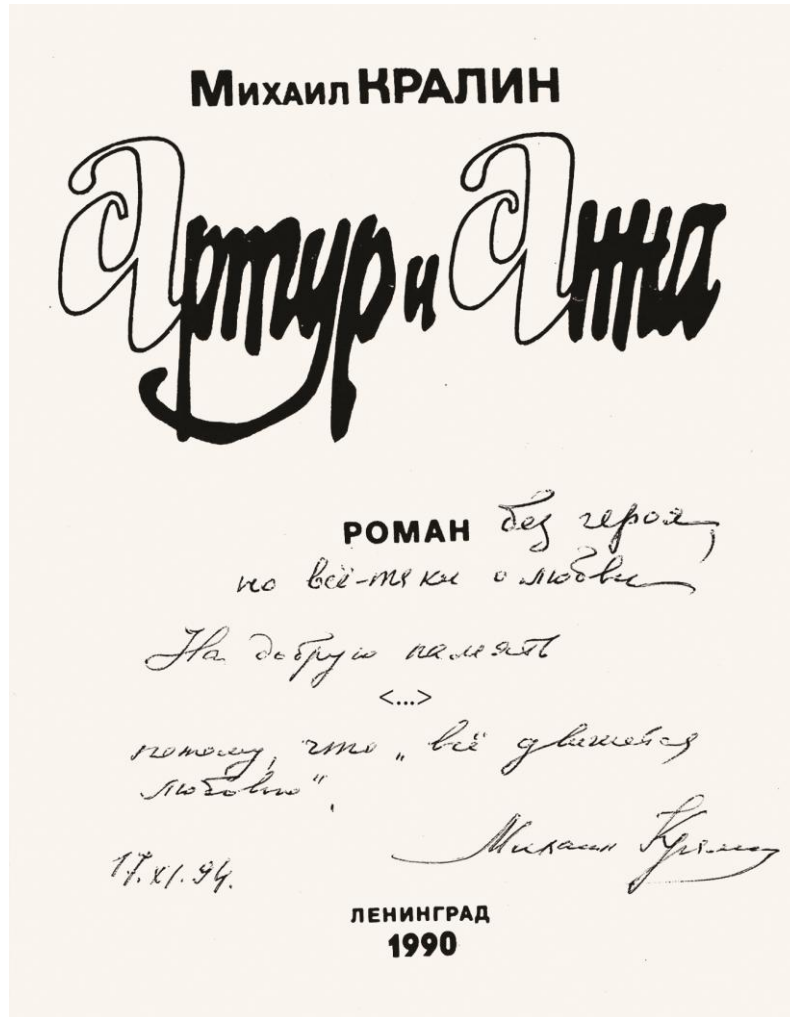 Михаил КРАЛИН
Артур и Анна
РОМАН без героя,
но всё-таки о любви
На добрую память
<...>
потому, что „всё движется
любовью".
Михаил Кралин
17.XI.94.
ЛЕНИНГРАД
1990